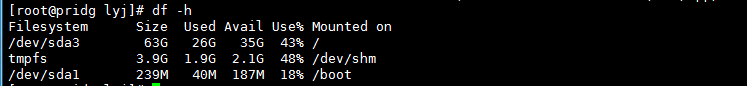 [root@pridg lyj]# df -h
Filesystem      Size  Used Avail Use% Mounted on
/dev/sda3        63G   26G   35G  43% /
tmpfs           3.9G  1.9G  2.1G  48% /dev/shm
/dev/sda1       239M   40M  187M  18% /boot